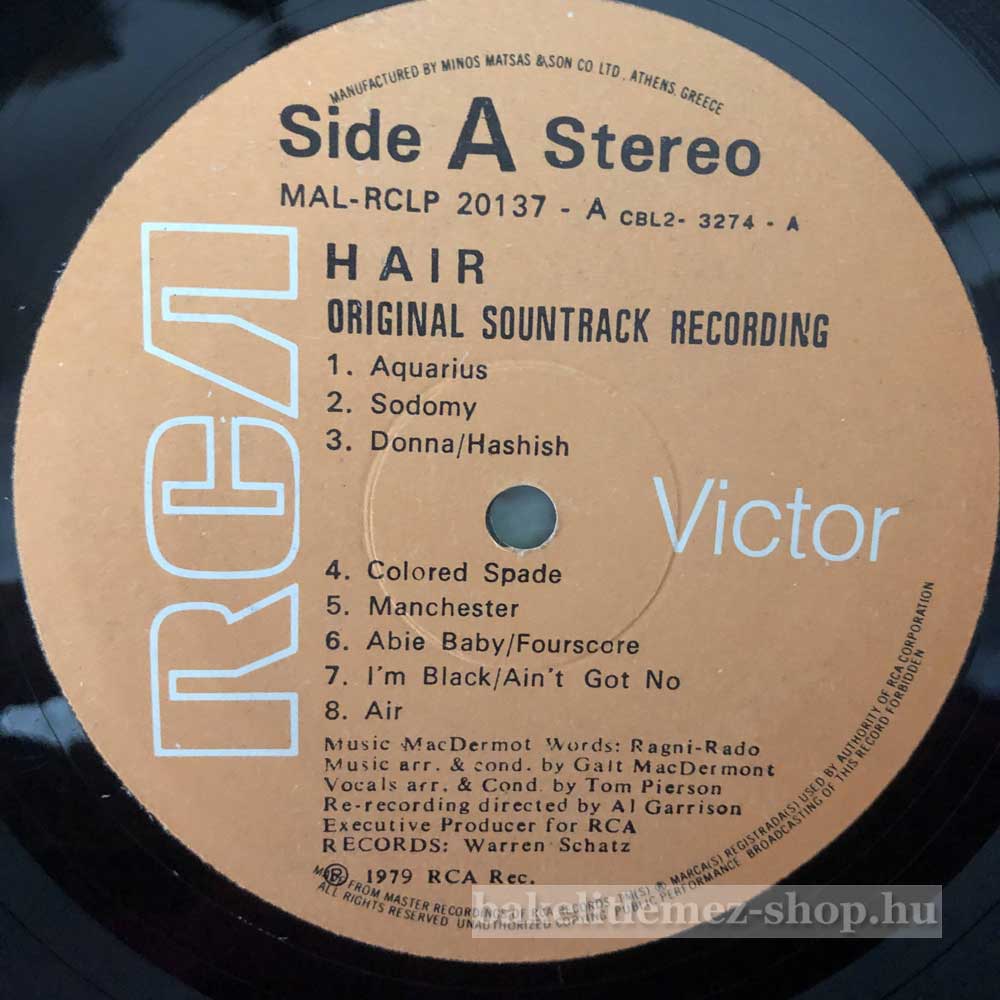 MANUFACTURED BY MINOS MATSAS & SON CO LTD. ATHENS. GREECE
Side A Stereo
MAL-RCLP 20137 - A CBL2- 3274 - A
HAIR
ORIGINAL SOUNTRACK RECORDING
1. Aquarius
2. Sodomy
3. Donna/Hashish
RCA
Victor
4. Colored Spade
5. Manchester
6. Abie Baby/Fourscore
7. I'm Black/Ain't Got No
8. Air
Music MacDermot Words: Ragni-Rado
Music arr. & cond. by Galt MacDermont
Vocals arr. & Cond. by Tom Pierson
Re-recording directed by Al Garrison
Executive Producer for RCA
RECORDS: Warren Schatz
℗ 1979 RCA Rec.
MADE FROM MASTER RECORDINGS OF RCA RECORDS TM(S) ® MARCA(S) REGISTRADA(S) USED BY AUTHORITY OF RCA CORPORATION
ALL RIGHTS RESERVED UNAUTHORIZED COPYING PUBLIC PERFORMANCE BROADCASTING OF THIS RECORD FORBIDDEN
bakelitlemez-shop.hu